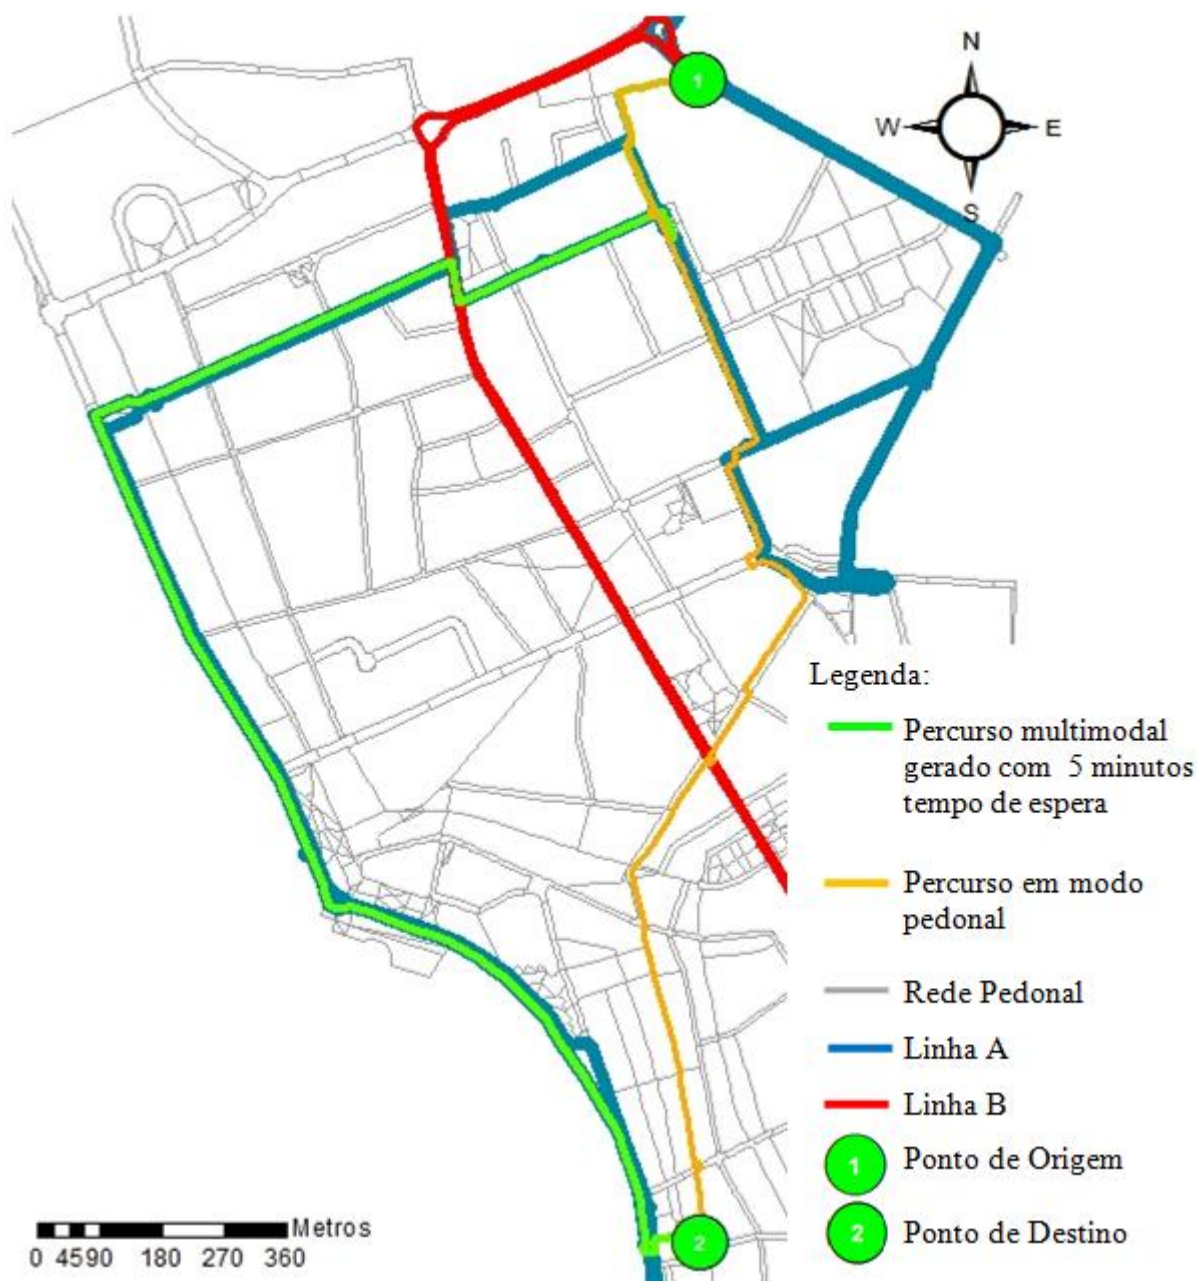 1
N
W
E
S
Legenda:
Percurso multimodal
gerado com 5 minutos
tempo de espera
Percurso em modo
pedonal
Rede Pedonal
Linha A
Linha B
1
Ponto de Origem
2
Ponto de Destino
2
Metros
0 4590 180 270 360